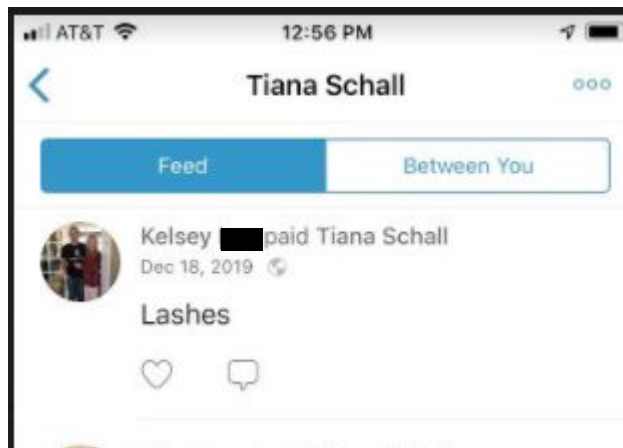 AT&T 12:56 PM
Tiana Schall
Feed Between You
Kelsey paid Tiana Schall
Dec 18, 2019
Lashes